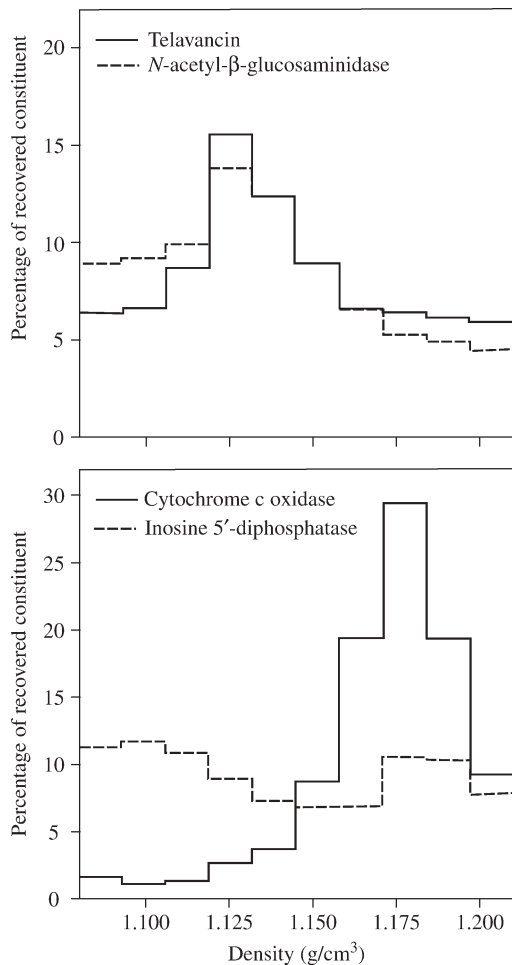 20
15
10
5
0
Percentage of recovered constituent
Telavancin
N-acetyl-β-glucosaminidase
30
25
20
15
10
5
0
Percentage of recovered constituent
Cytochrome c oxidase
Inosine 5′-diphosphatase
1.100 1.125 1.150 1.175 1.200
Density (g/cm³)